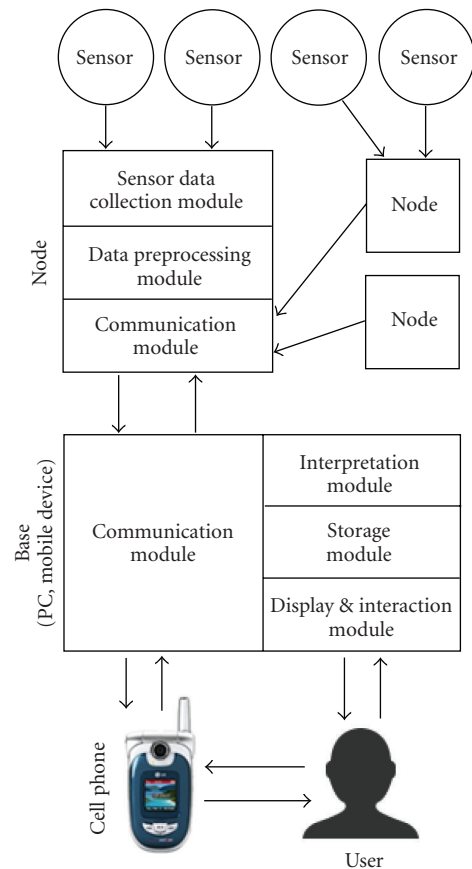 Sensor
Sensor
Sensor
Sensor
Sensor data
collection module
Data preprocessing
module
Communication
module
Node
Node
Node
Communication
module
Interpretation
module
Storage
module
Display & interaction
module
Base
(PC, mobile device)
Cell phone
User